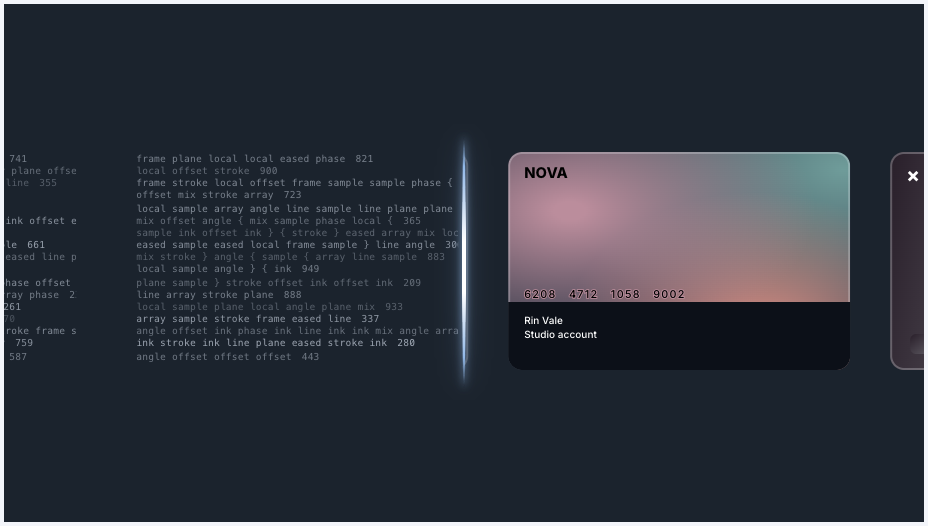 741
plane offse
line 355
ink offset e
le 661
eased line p
hase offset
ray phase 2
261
70
roke frame s
759
587
frame plane local local eased phase 821
local offset stroke 900
frame stroke local offset frame sample sample phase {
offset mix stroke array 723
local sample array angle line sample line plane plane
mix offset angle { mix sample phase local { 365
sample ink offset ink } { stroke } eased array mix loc
eased sample eased local frame sample } line angle 30
mix stroke } angle { sample { array line sample 883
local sample angle } { ink 949
plane sample } stroke offset ink offset ink 209
line array stroke plane 888
local sample plane local angle plane mix 933
array sample stroke frame eased line 337
angle offset ink phase ink line ink ink mix angle arra
ink stroke ink line plane eased stroke ink 280
angle offset offset offset 443
NOVA
6208 4712 1058 9002
Rin Vale
Studio account